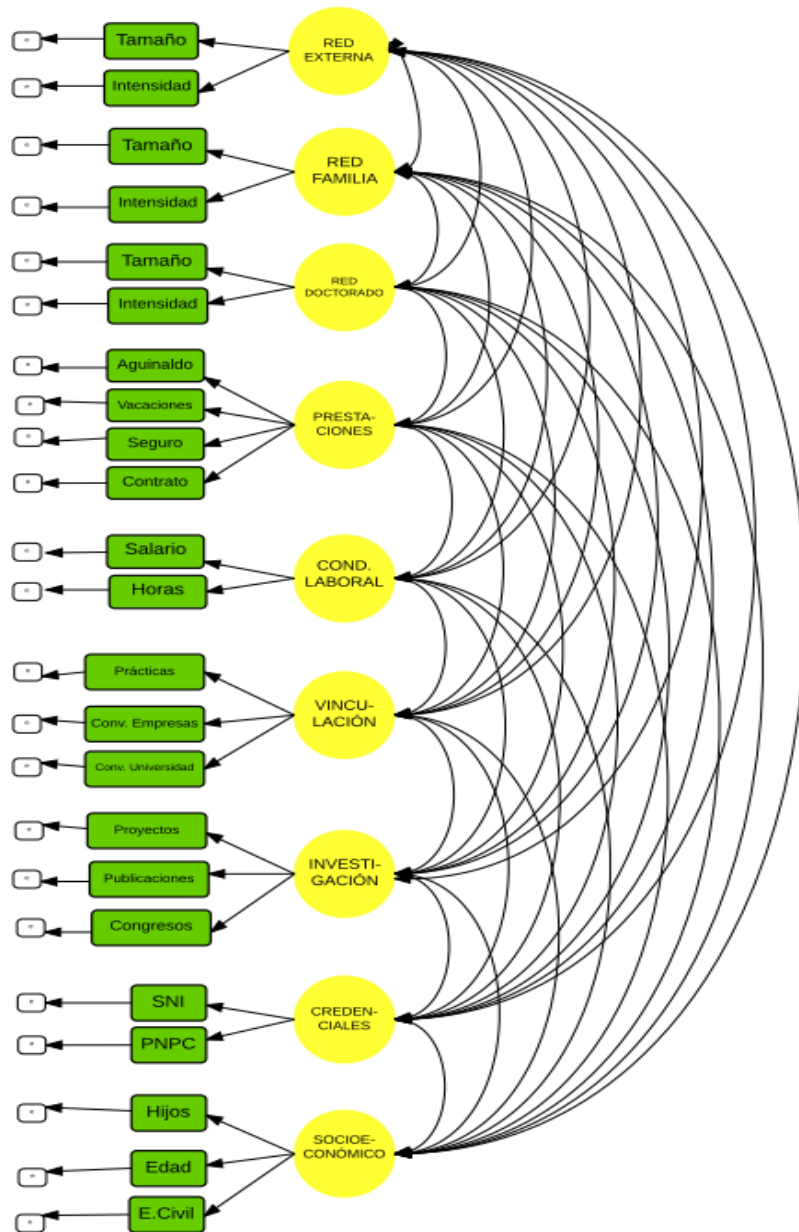 Tamaño
Intensidad
RED
EXTERNA
Tamaño
Intensidad
RED
FAMILIA
Tamaño
Intensidad
RED
DOCTORADO
Aguinaldo
Vacaciones
Seguro
Contrato
PRESTA-
CIONES
Salario
Horas
COND.
LABORAL
Prácticas
Conv. Empresas
Conv. Universidad
VINCU-
LACIÓN
Proyectos
Publicaciones
Congresos
INVESTI-
GACIÓN
SNI
PNPC
CREDEN-
CIALES
Hijos
Edad
E.Civil
SOCIOE-
CONÓMICO